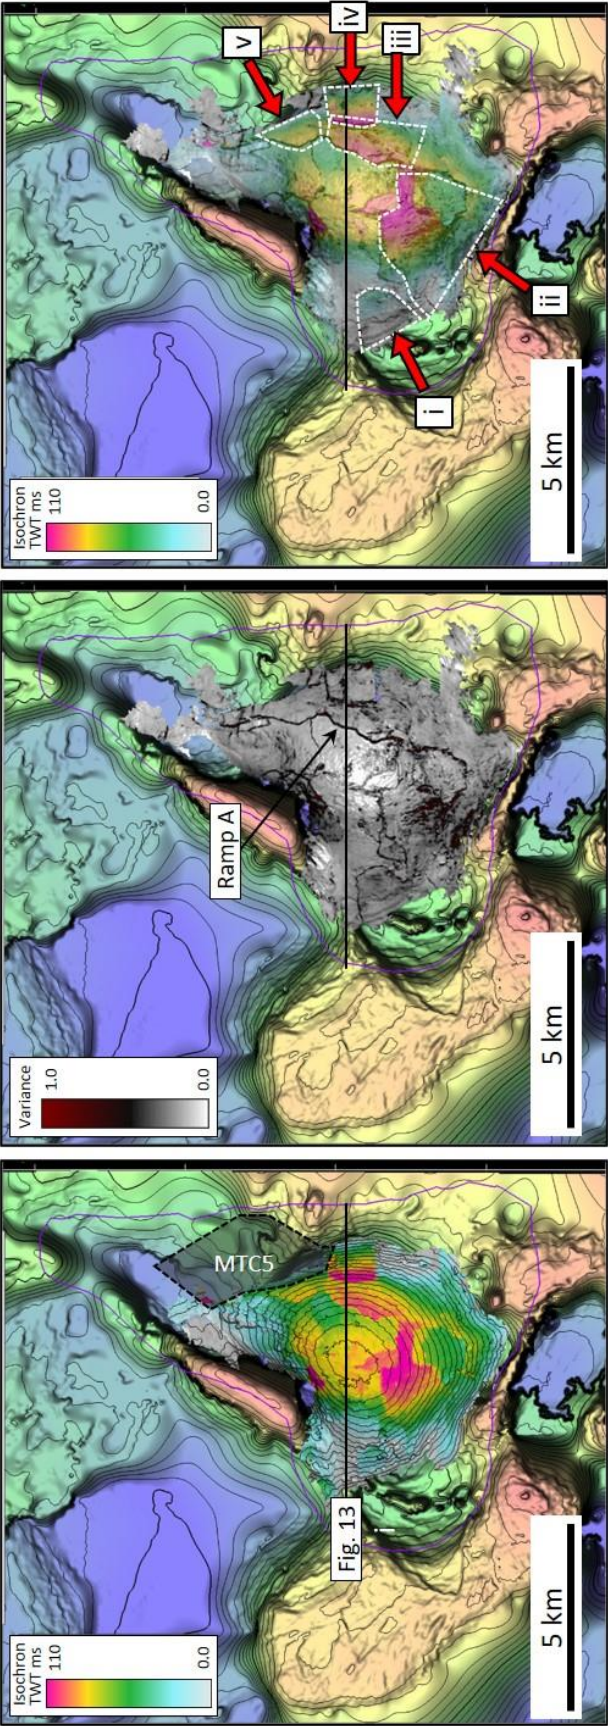 Isochron
TWT ms
110
0.0
v
iv
iii
ii
i
5 km
Variance
1.0
0.0
Ramp A
5 km
Isochron
TWT ms
110
0.0
MTC5
Fig. 13
i
5 km